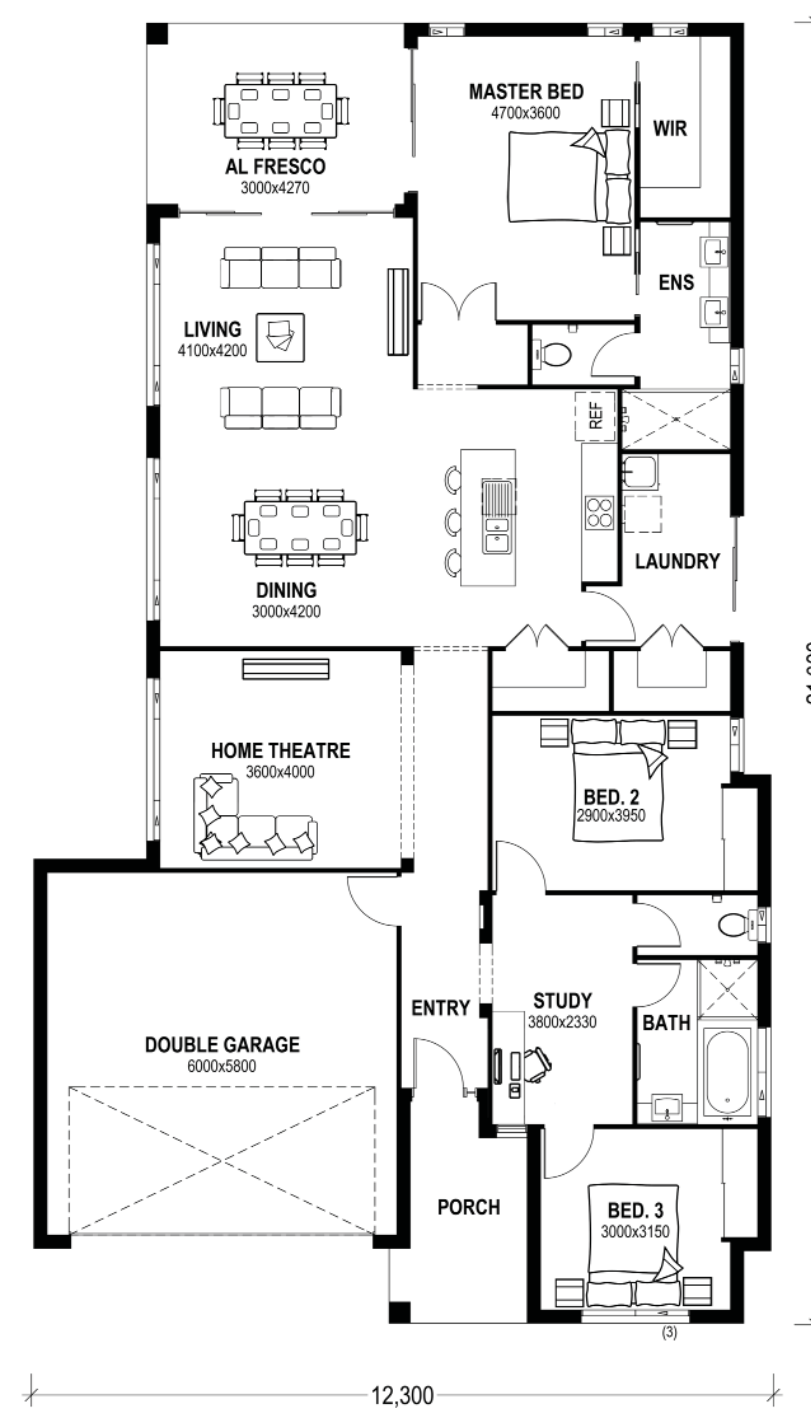 MASTER BED
4700x3600
WIR
AL FRESCO
3000x4270
ENS
LIVING
4100x4200
REF
DINING
3000x4200
LAUNDRY
HOME THEATRE
3600x4000
BED. 2
2900x3950
ENTRY
STUDY
3800x2330
BATH
DOUBLE GARAGE
6000x5800
PORCH
BED. 3
3000x3150
(3)
12,300